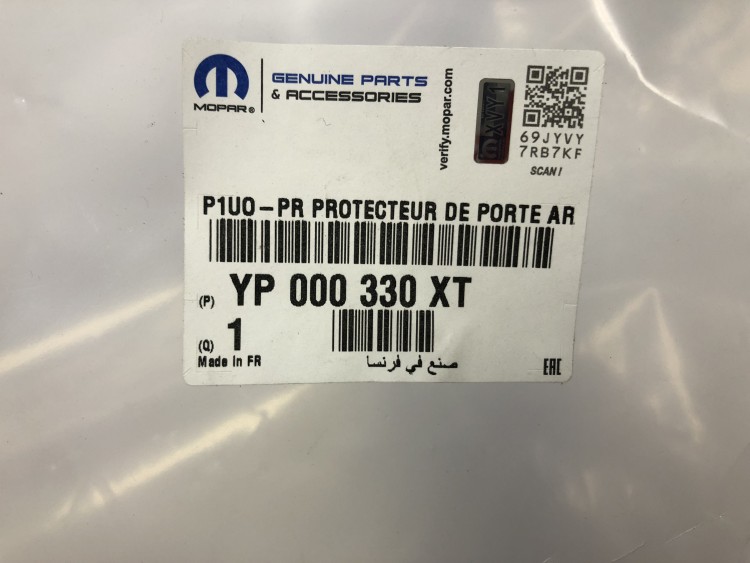 MOPAR®
GENUINE PARTS
& ACCESSORIES
verify.mopar.com
XVY1
69JYVY
7RB7KF
SCAN!
P1UO-PR PROTECTEUR DE PORTE AR
(P) YP 000 330 XT
(Q) 1
Made In FR
صنع في فرنسا
EAC